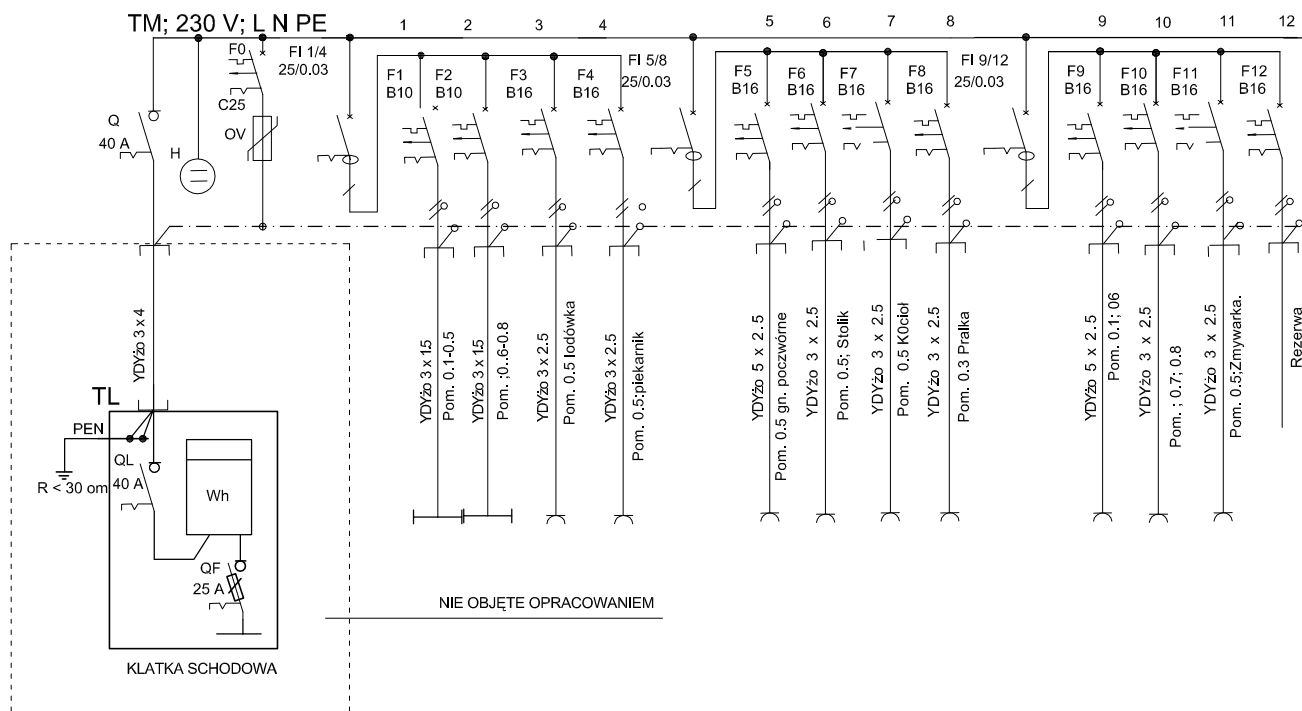 TM; 230 V; L N PE
1
2
3
4
5
6
7
8
9
10
11
12
F0
C25
OV
FI 1/4
25/0.03
FI 5/8
25/0.03
FI 9/12
25/0.03
F1
B10
F2
B10
F3
B16
F4
B16
F5
B16
F6
B16
F7
B16
F8
B16
F9
B16
F10
B16
F11
B16
F12
B16
Q
40 A
H
YDYżo 3 x 4
YDYżo 3 x 1.5
Pom. 0.1-0.5
YDYżo 3 x 1.5
Pom. ;0..6-0.8
YDYżo 3 x 2.5
Pom. 0.5 lodówka
YDYżo 3 x 2.5
Pom. 0.5;piekarnik
YDYżo 5 x 2.5
Pom. 0.5 gn. poczwórne
YDYżo 3 x 2.5
Pom. 0.5; Stolik
YDYżo 3 x 2.5
Pom. 0.5 K0cioł
YDYżo 3 x 2.5
Pom. 0.3 Pralka
YDYżo 5 x 2.5
Pom. 0.1; 06
YDYżo 3 x 2.5
Pom. ; 0.7; 0.8
YDYżo 3 x 2.5
Pom. 0.5;Zmywarka.
Rezerwa
TL
PEN
QL
40 A
R < 30 om
Wh
QF
25 A
KLATKA SCHODOWA
NIE OBJĘTE OPRACOWANIEM